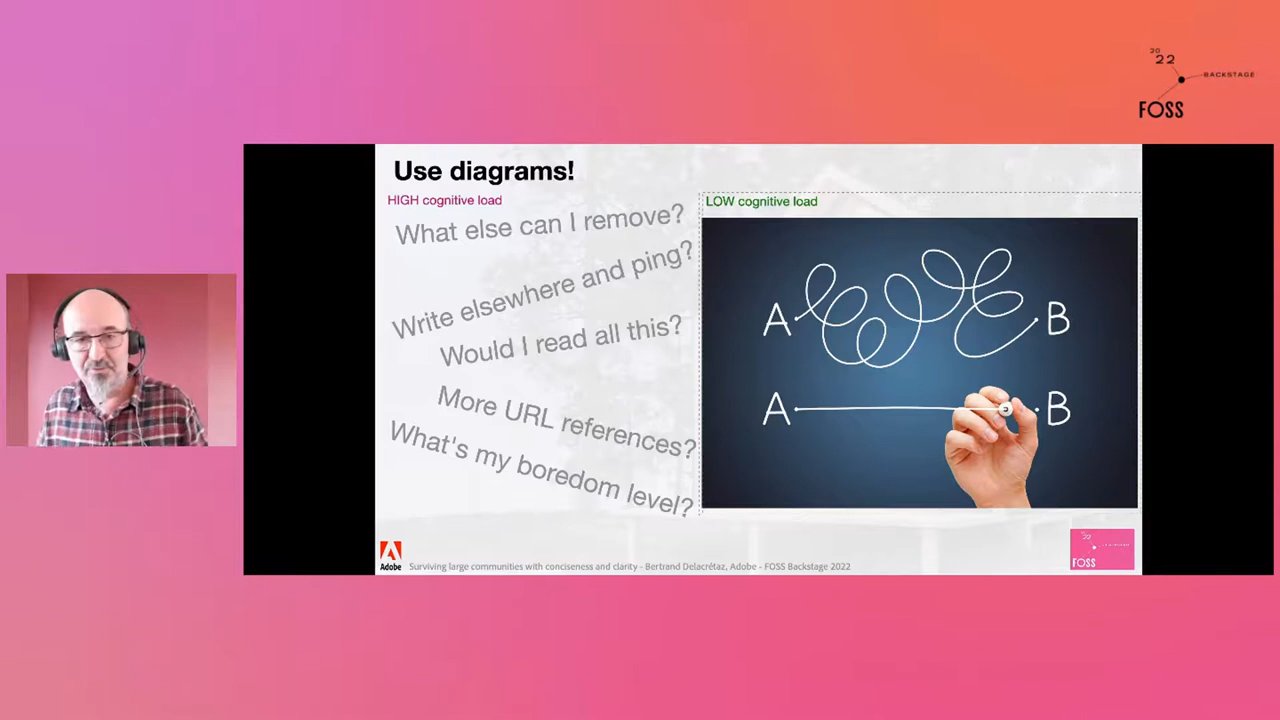 20
22
BACKSTAGE
FOSS
Use diagrams!
HIGH cognitive load
What else can I remove?
Write elsewhere and ping?
Would I read all this?
More URL references?
What's my boredom level?
LOW cognitive load
A B
A B
Adobe
Surviving large communities with conciseness and clarity - Bertrand Delacrétaz, Adobe - FOSS Backstage 2022
22
FOSS